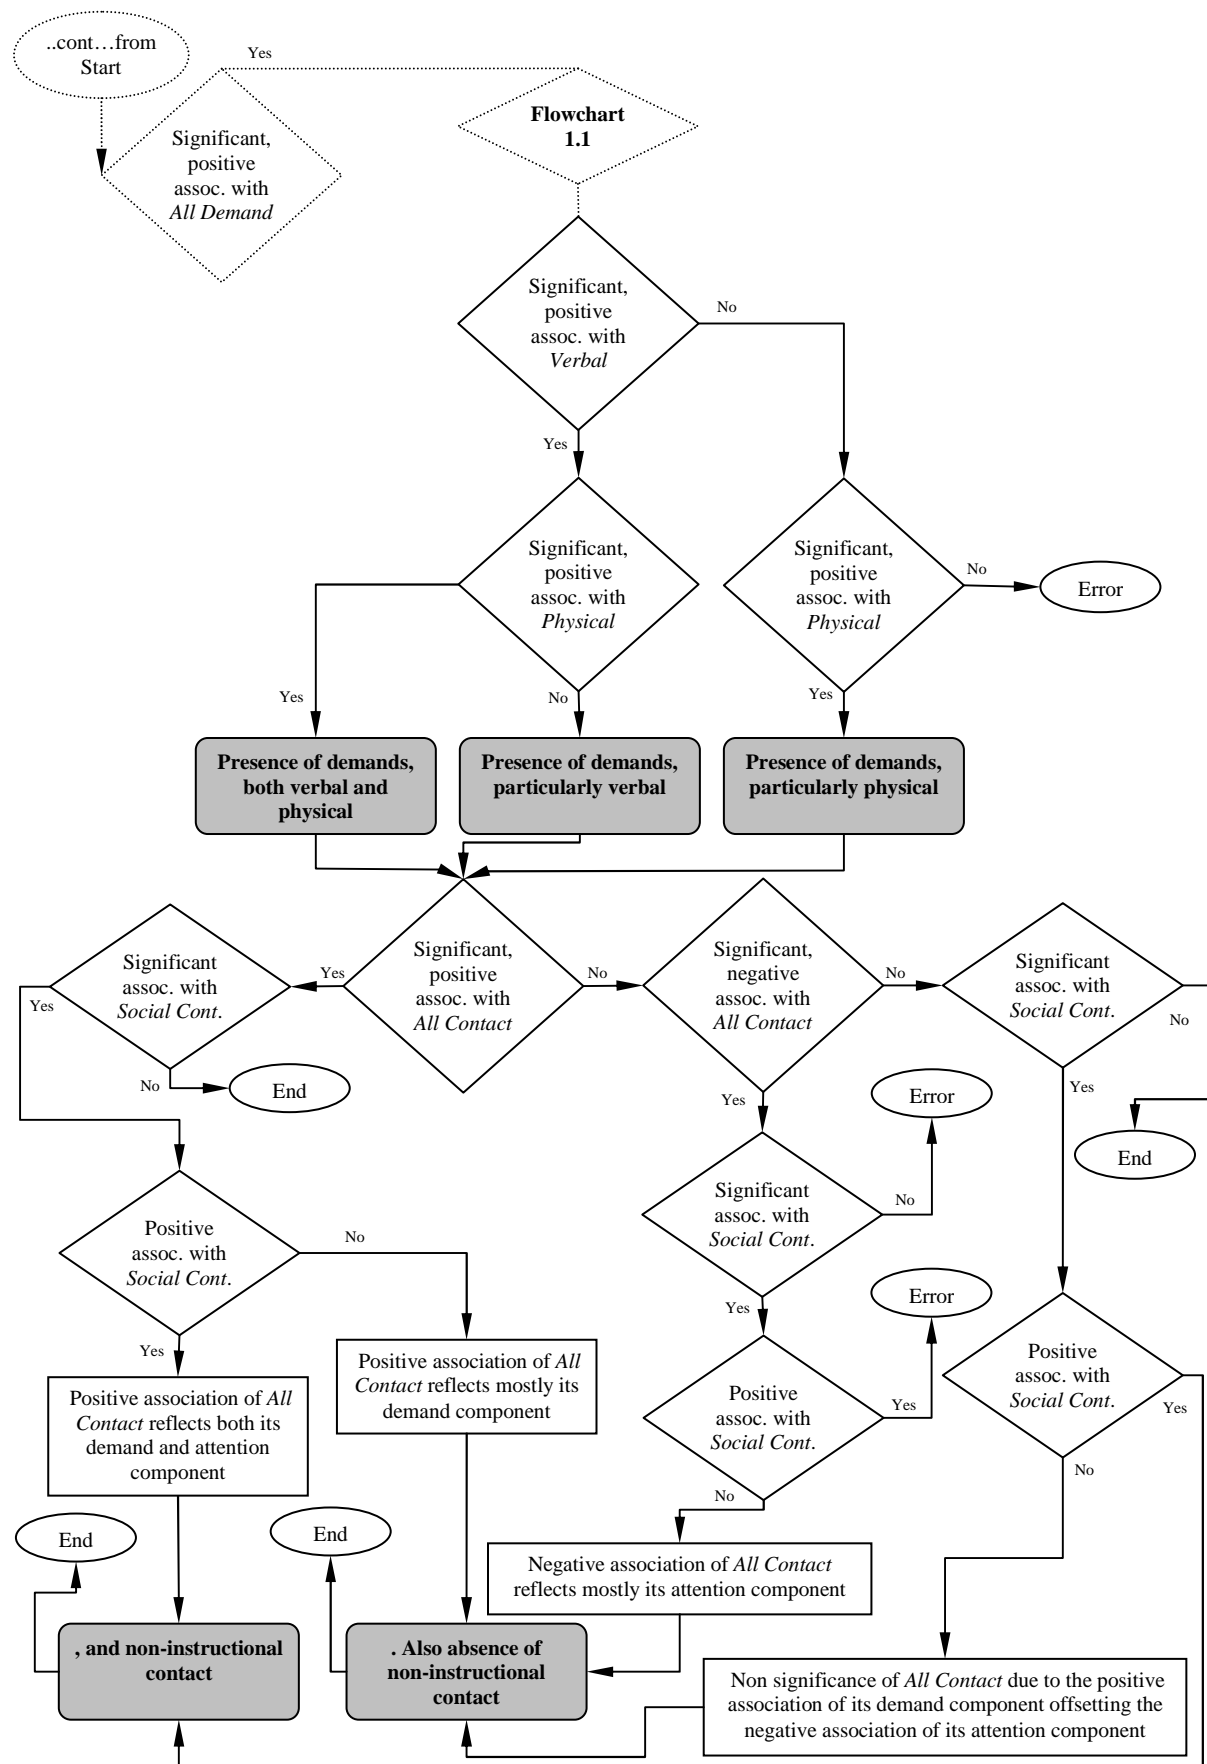 ..cont…from
Start
Yes
Significant,
positive
assoc. with
All Demand
Flowchart
1.1
Significant,
positive
assoc. with
Verbal
No
Yes
Significant,
positive
assoc. with
Physical
Significant,
positive
assoc. with
Physical
No
Error
Yes
No
Yes
Presence of demands,
both verbal and
physical
Presence of demands,
particularly verbal
Presence of demands,
particularly physical
Significant
assoc. with
Social Cont.
Yes
Significant,
positive
assoc. with
All Contact
No
Significant,
negative
assoc. with
All Contact
No
Significant
assoc. with
Social Cont.
Yes
No
No
End
Yes
Error
Yes
End
Significant
assoc. with
Social Cont.
No
Positive
assoc. with
Social Cont.
No
Error
Yes
Yes
Positive association of All
Contact reflects mostly its
demand component
Positive
assoc. with
Social Cont.
Yes
Positive
assoc. with
Social Cont.
Yes
Positive association of All
Contact reflects both its
demand and attention
component
No
No
End
End
Negative association of All Contact
reflects mostly its attention component
, and non-instructional
contact
. Also absence of
non-instructional
contact
Non significance of All Contact due to the positive
association of its demand component offsetting the
negative association of its attention component